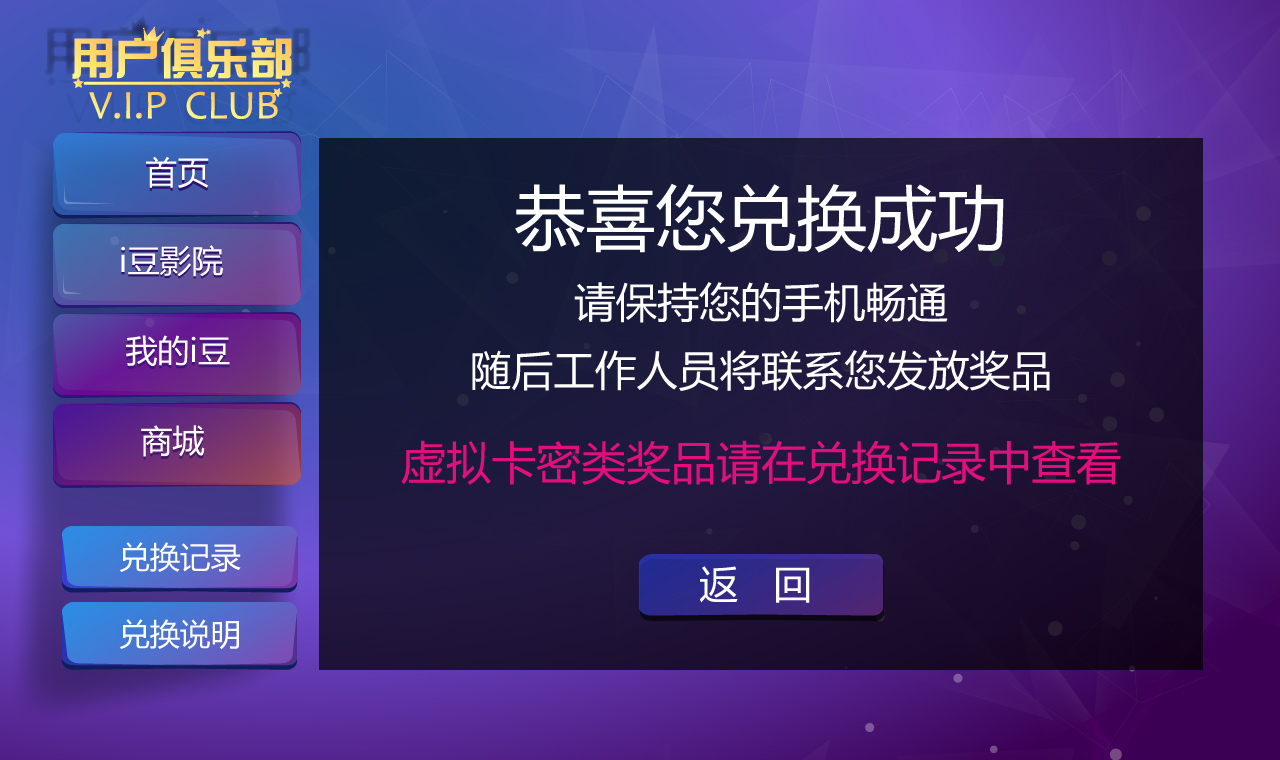 用户俱乐部
V.I.P CLUB
首页
i豆影院
我的i豆
商城
兑换记录
兑换说明
恭喜您兑换成功
请保持您的手机畅通
随后工作人员将联系您发放奖品
虚拟卡密类奖品请在兑换记录中查看
返 回